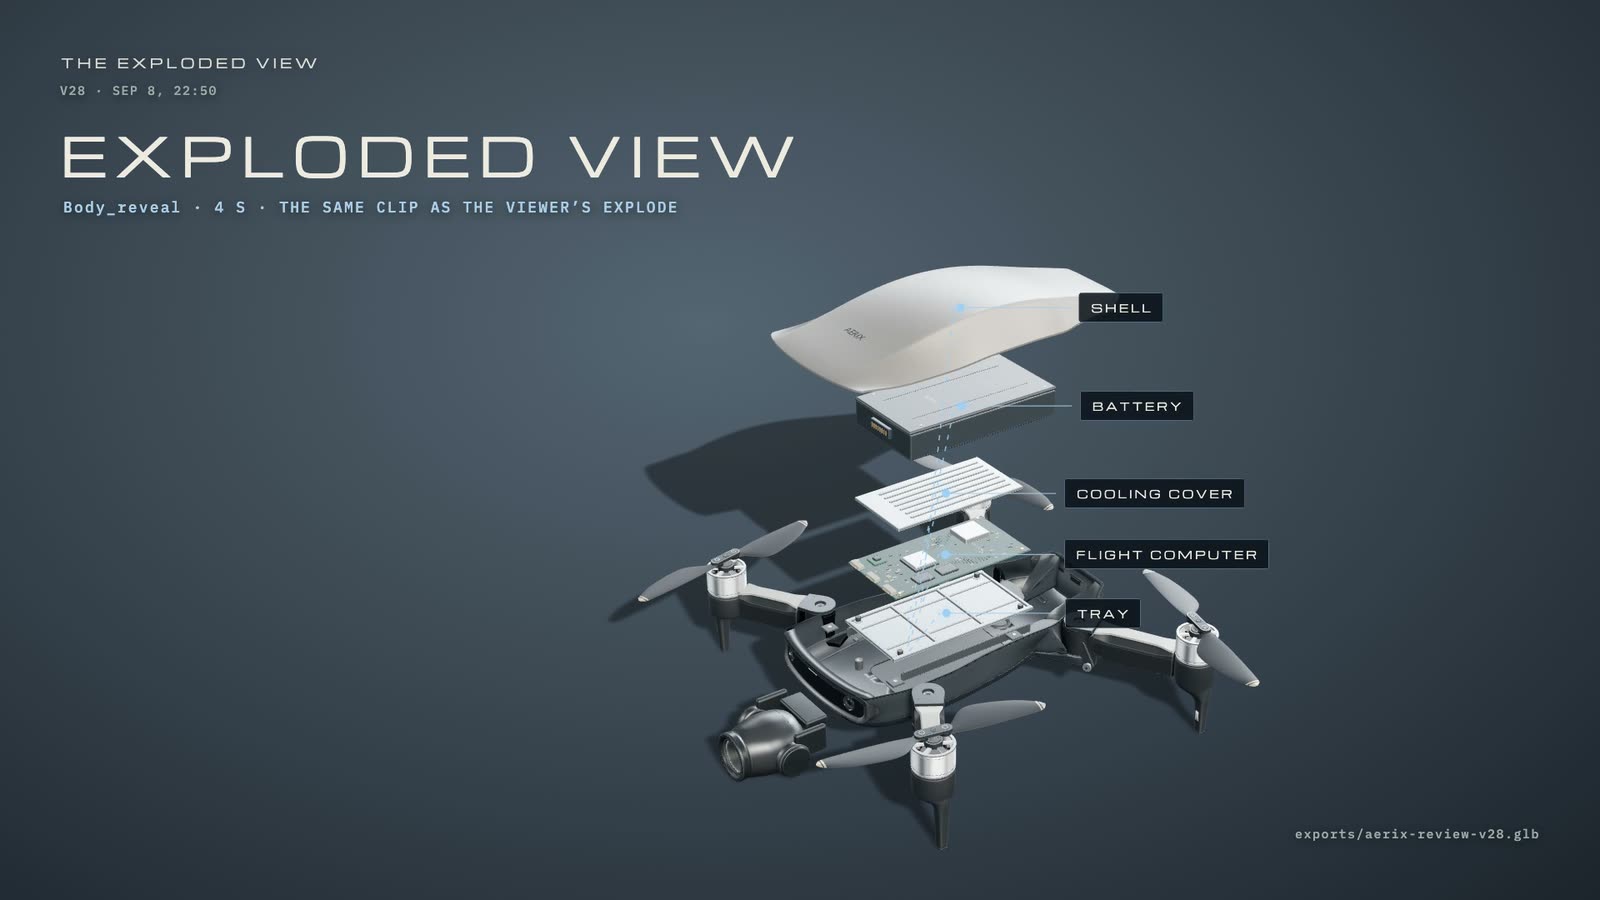 THE EXPLODED VIEW
V28 · SEP 8, 22:50
EXPLODED VIEW
Body_reveal · 4 S · THE SAME CLIP AS THE VIEWER’S EXPLODE
SHELL
AERIX
BATTERY
COOLING COVER
FLIGHT COMPUTER
TRAY
exports/aerix-review-v28.glb